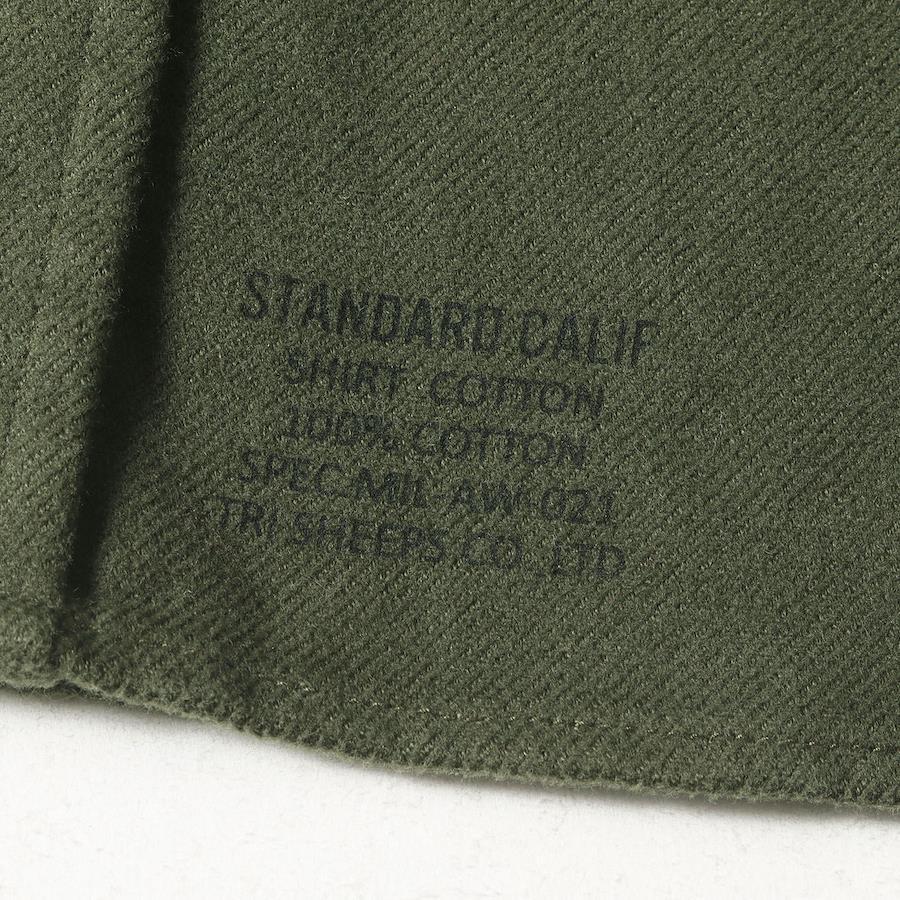 STANDARD CALIF
SHIRT COTTON
100% COTTON
SPEC.MIL-AW-021
TRI-SHEEPS.CO.,LTD